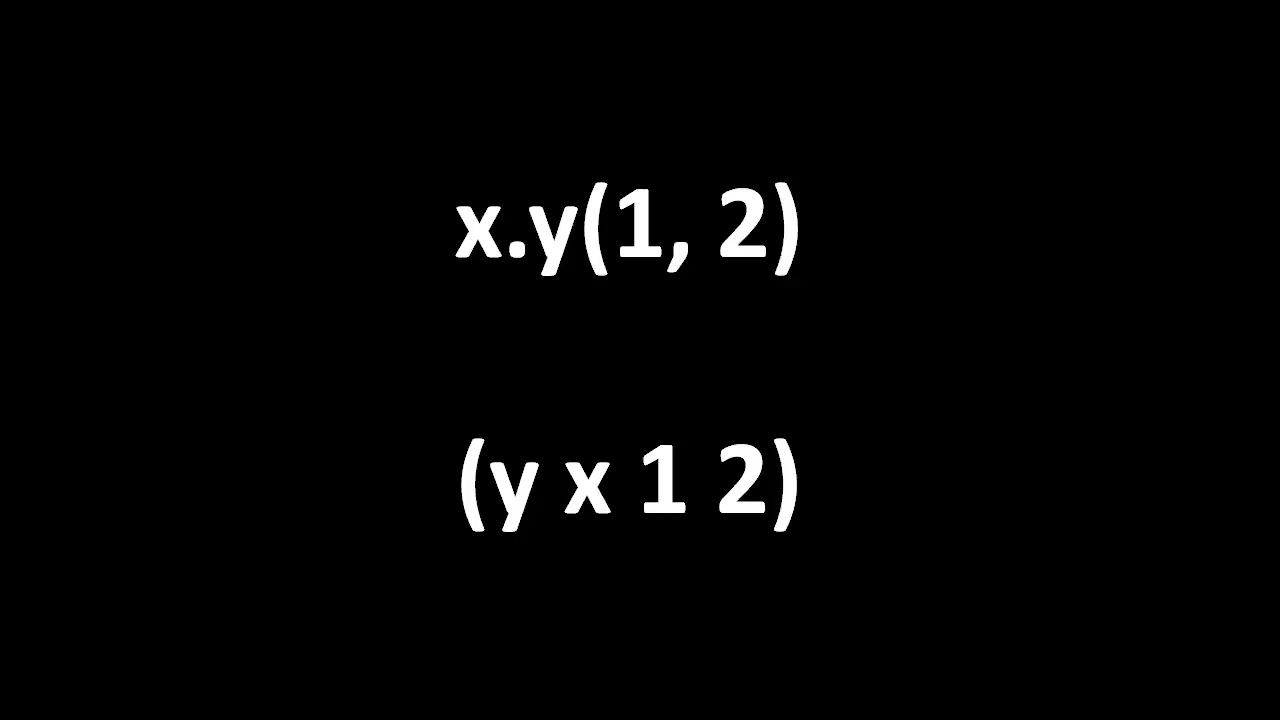 x.y(1, 2)
(y x 1 2)